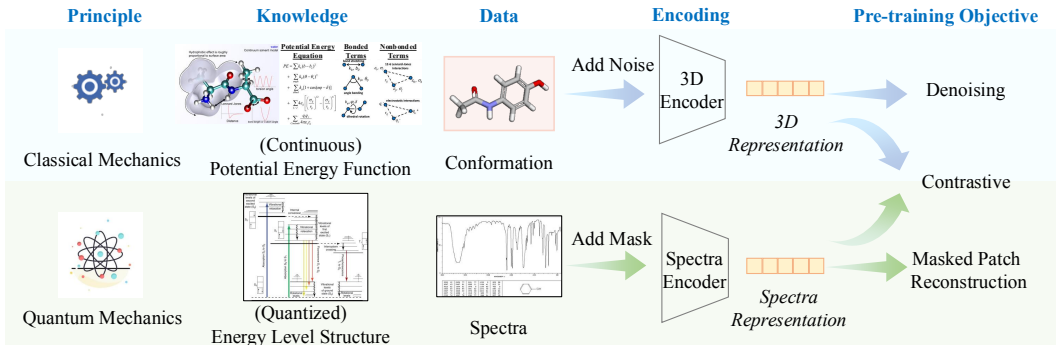 Principle
Knowledge
Data
Encoding
Pre-training Objective
Potential Energy
Equation
Bonded
Terms
Nonbonded
Terms
Classical Mechanics
(Continuous)
Potential Energy Function
Conformation
Add Noise
3D
Encoder
3D
Representation
Denoising
Contrastive
Quantum Mechanics
(Quantized)
Energy Level Structure
Spectra
Add Mask
Spectra
Encoder
Spectra
Representation
Masked Patch
Reconstruction